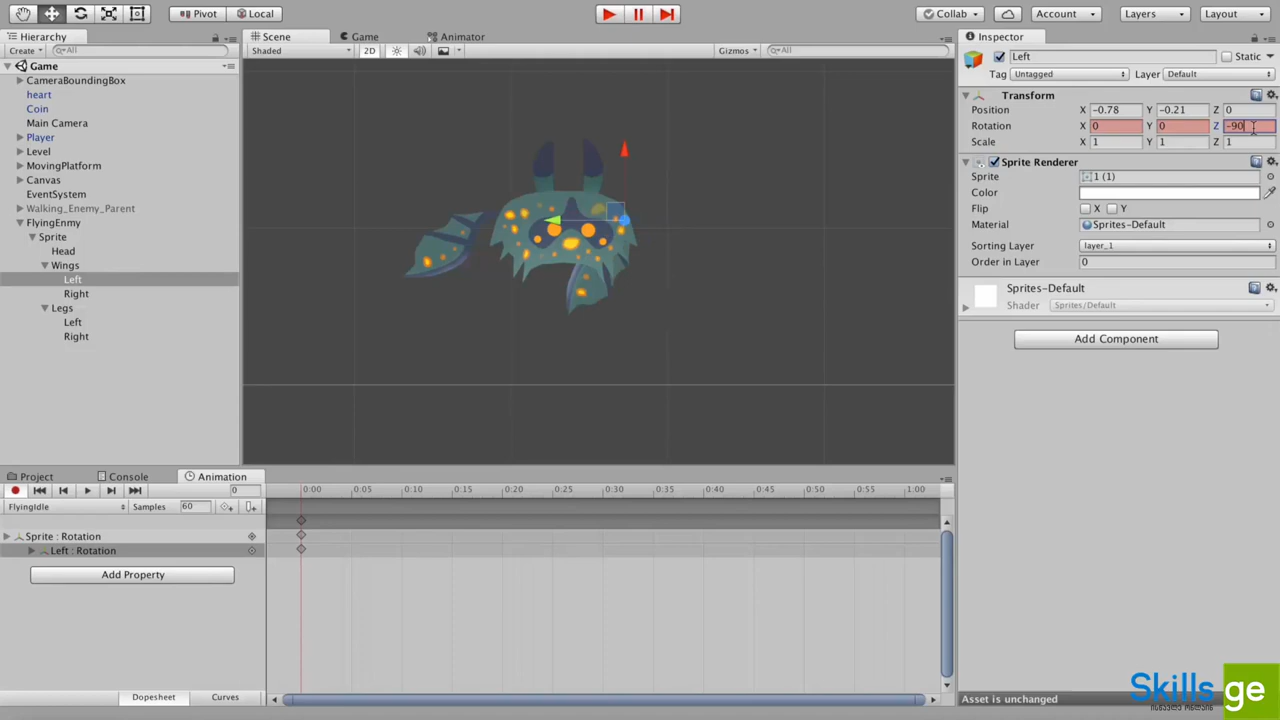 Pivot Local Collab Account Layers Layout
Hierarchy Scene Game Animator Inspector
Create All Shaded 2D Gizmos All
Left Static
Tag Untagged Layer Default
Game
CameraBoundingBox
heart
Coin
Main Camera
Player
Level
MovingPlatform
Canvas
EventSystem
Walking_Enemy_Parent
FlyingEnmy
Sprite
Head
Wings
Left
Right
Legs
Left
Right
Transform
Position X -0.78 Y -0.21 Z 0
Rotation X 0 Y 0 Z -90
Scale X 1 Y 1 Z 1
Sprite Renderer
Sprite 1 (1)
Color
Flip X Y
Material Sprites-Default
Sorting Layer layer_1
Order in Layer 0
Sprites-Default
Shader Sprites/Default
Add Component
Project Console Animation
0 0:00 0:05 0:10 0:15 0:20 0:25 0:30 0:35 0:40 0:45 0:50 0:55 1:00
FlyingIdle Samples 60
Sprite : Rotation
Left : Rotation
Add Property
Dopesheet Curves
Asset is unchanged
Skills ge
ისწავლე ონლაინ